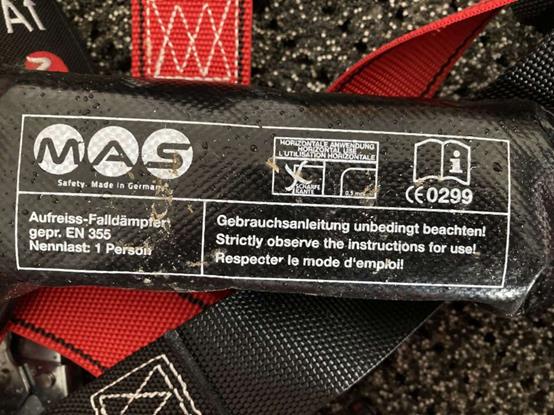 A1
MAS
Safety. Made in Germany
HORIZONTALE ANWENDUNG
HORIZONTAL USE
L'UTILISATION HORIZONTALE
SCHARFE
KANTE
0,5 mm
CE 0299
Aufreiss-Falldämpfer
gepr. EN 355
Nennlast: 1 Person
Gebrauchsanleitung unbedingt beachten!
Strictly observe the instructions for use!
Respecter le mode d'emploi!